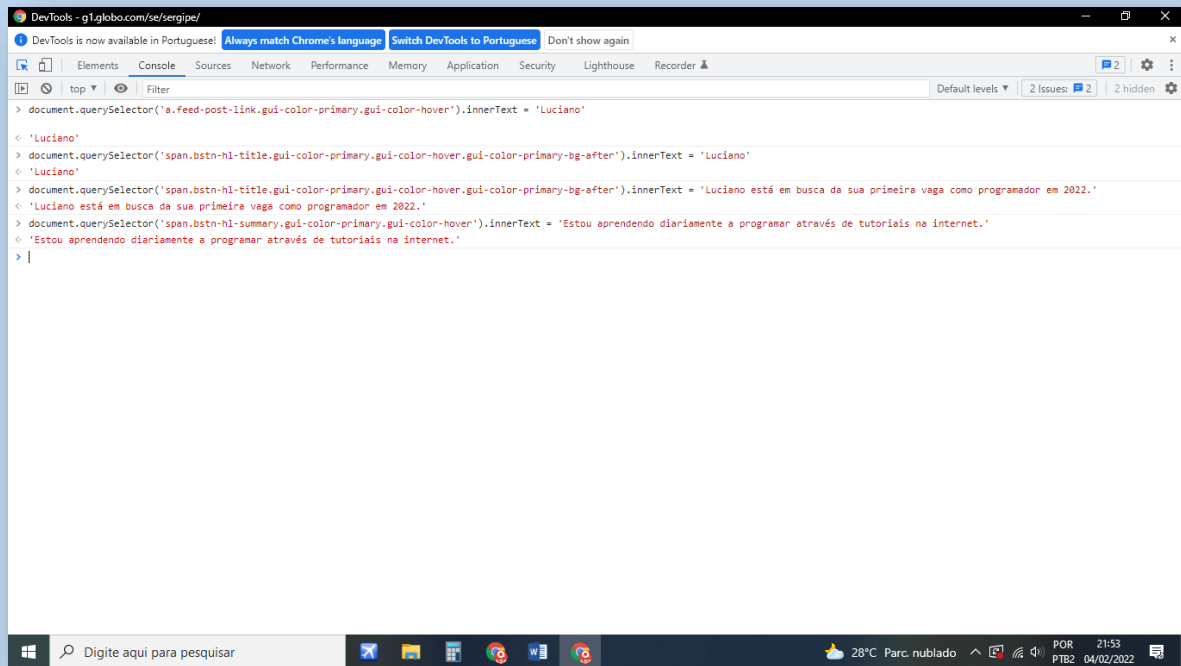 DevTools - g1.globo.com/se/sergipe/
DevTools is now available in Portuguese! Always match Chrome's language Switch DevTools to Portuguese Don't show again
Elements Console Sources Network Performance Memory Application Security Lighthouse Recorder 2
top Filter Default levels 2 Issues: 2 2 hidden
> document.querySelector('a.feed-post-link.gui-color-primary.gui-color-hover').innerText = 'Luciano'
'Luciano'
> document.querySelector('span.bstn-hl-title.gui-color-primary.gui-color-hover.gui-color-primary-bg-after').innerText = 'Luciano'
'Luciano'
> document.querySelector('span.bstn-hl-title.gui-color-primary.gui-color-hover.gui-color-primary-bg-after').innerText = 'Luciano está em busca da sua primeira vaga como programador em 2022.'
'Luciano está em busca da sua primeira vaga como programador em 2022.'
> document.querySelector('span.bstn-hl-summary.gui-color-primary.gui-color-hover').innerText = 'Estou aprendendo diariamente a programar através de tutoriais na internet.'
'Estou aprendendo diariamente a programar através de tutoriais na internet.'
>
Digite aqui para pesquisar 28°C Parc. nublado POR 21:53
PTB2 04/02/2022